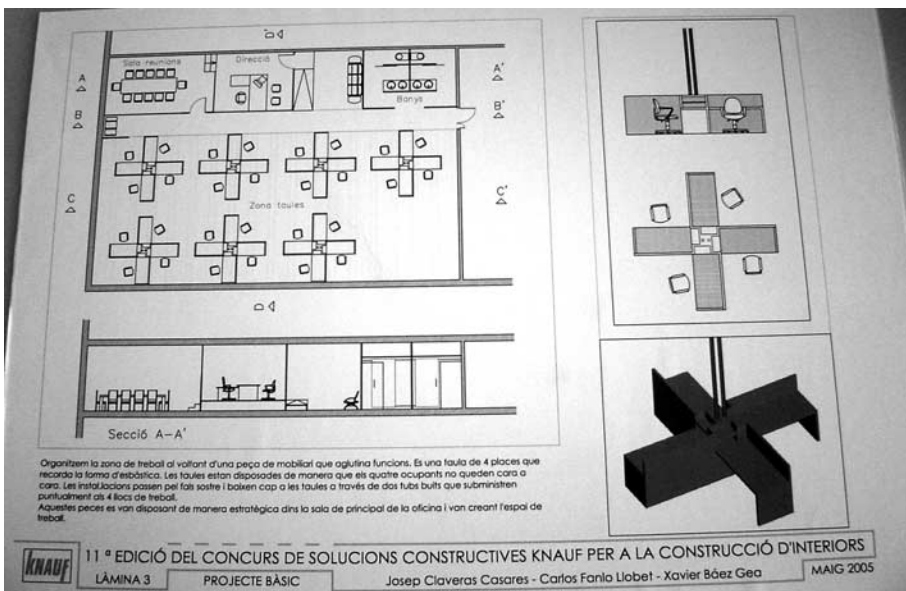 Sala reunions
Direcció
Banys
A
A'
B
B'
C
C'
Zona taules
Secció A-A'
Organitzem la zona de treball al voltant d'una peça de mobiliari que aglutina funcions. Es una taula de 4 places que
recorda la forma d'esbàstica. Les taules estan disposades de manera que els quatre ocupants no queden cara a
cara. Les instal.lacions passen pel fals sostre i baixen cap a les taules a través de dos tubs buits que subministren
puntualment als 4 llocs de treball.
Aquestes peces es van disposant de manera estratègica dins la sala de principal de la oficina i van creant l'espai de
treball.
KNAUF
11 ª EDICIÓ DEL CONCURS DE SOLUCIONS CONSTRUCTIVES KNAUF PER A LA CONSTRUCCIÓ D'INTERIORS
LÀMINA 3
PROJECTE BÀSIC
Josep Claveras Casares - Carlos Fanlo Llobet - Xavier Báez Gea
MAIG 2005